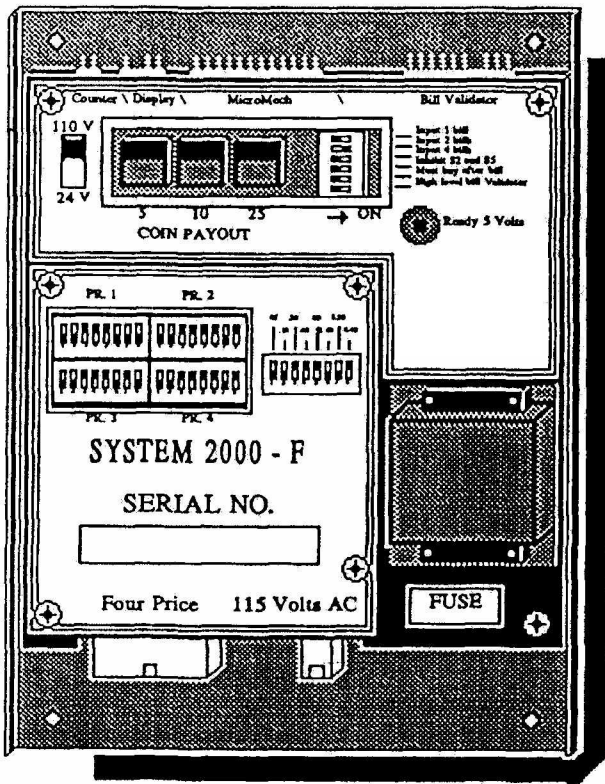 Counter \ Display \ MicroMech \ Bill Validator
110 V
24 V
Input 1 bill
Input 2 bills
Input 4 bills
Inhibit $2 and $5
Must buy after bill
High level bill Validator
5 10 25 → ON
COIN PAYOUT
Ready 5 Volts
PR. 1 PR. 2
PR. 3 PR. 4
SYSTEM 2000 - F
SERIAL NO.
Four Price 115 Volts AC
FUSE